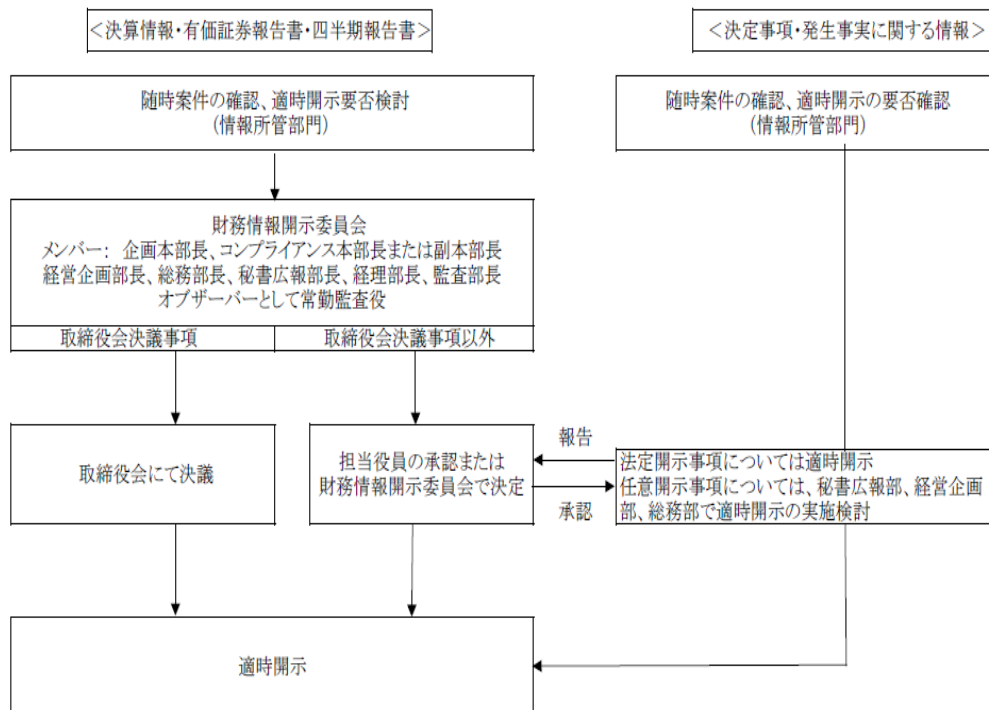 ＜決算情報・有価証券報告書・四半期報告書＞
随時案件の確認、適時開示要否検討
(情報所管部門)
財務情報開示委員会
メンバー： 企画本部長、コンプライアンス本部長または副本部長
経営企画部長、総務部長、秘書広報部長、経理部長、監査部長
オブザーバーとして常勤監査役
取締役会決議事項
取締役会決議事項以外
取締役会にて決議
担当役員の承認または
財務情報開示委員会で決定
＜決定事項・発生事実に関する情報＞
随時案件の確認、適時開示の要否確認
(情報所管部門)
報告
承認
法定開示事項については適時開示
任意開示事項については、秘書広報部、経営企画
部、総務部で適時開示の実施検討
適時開示